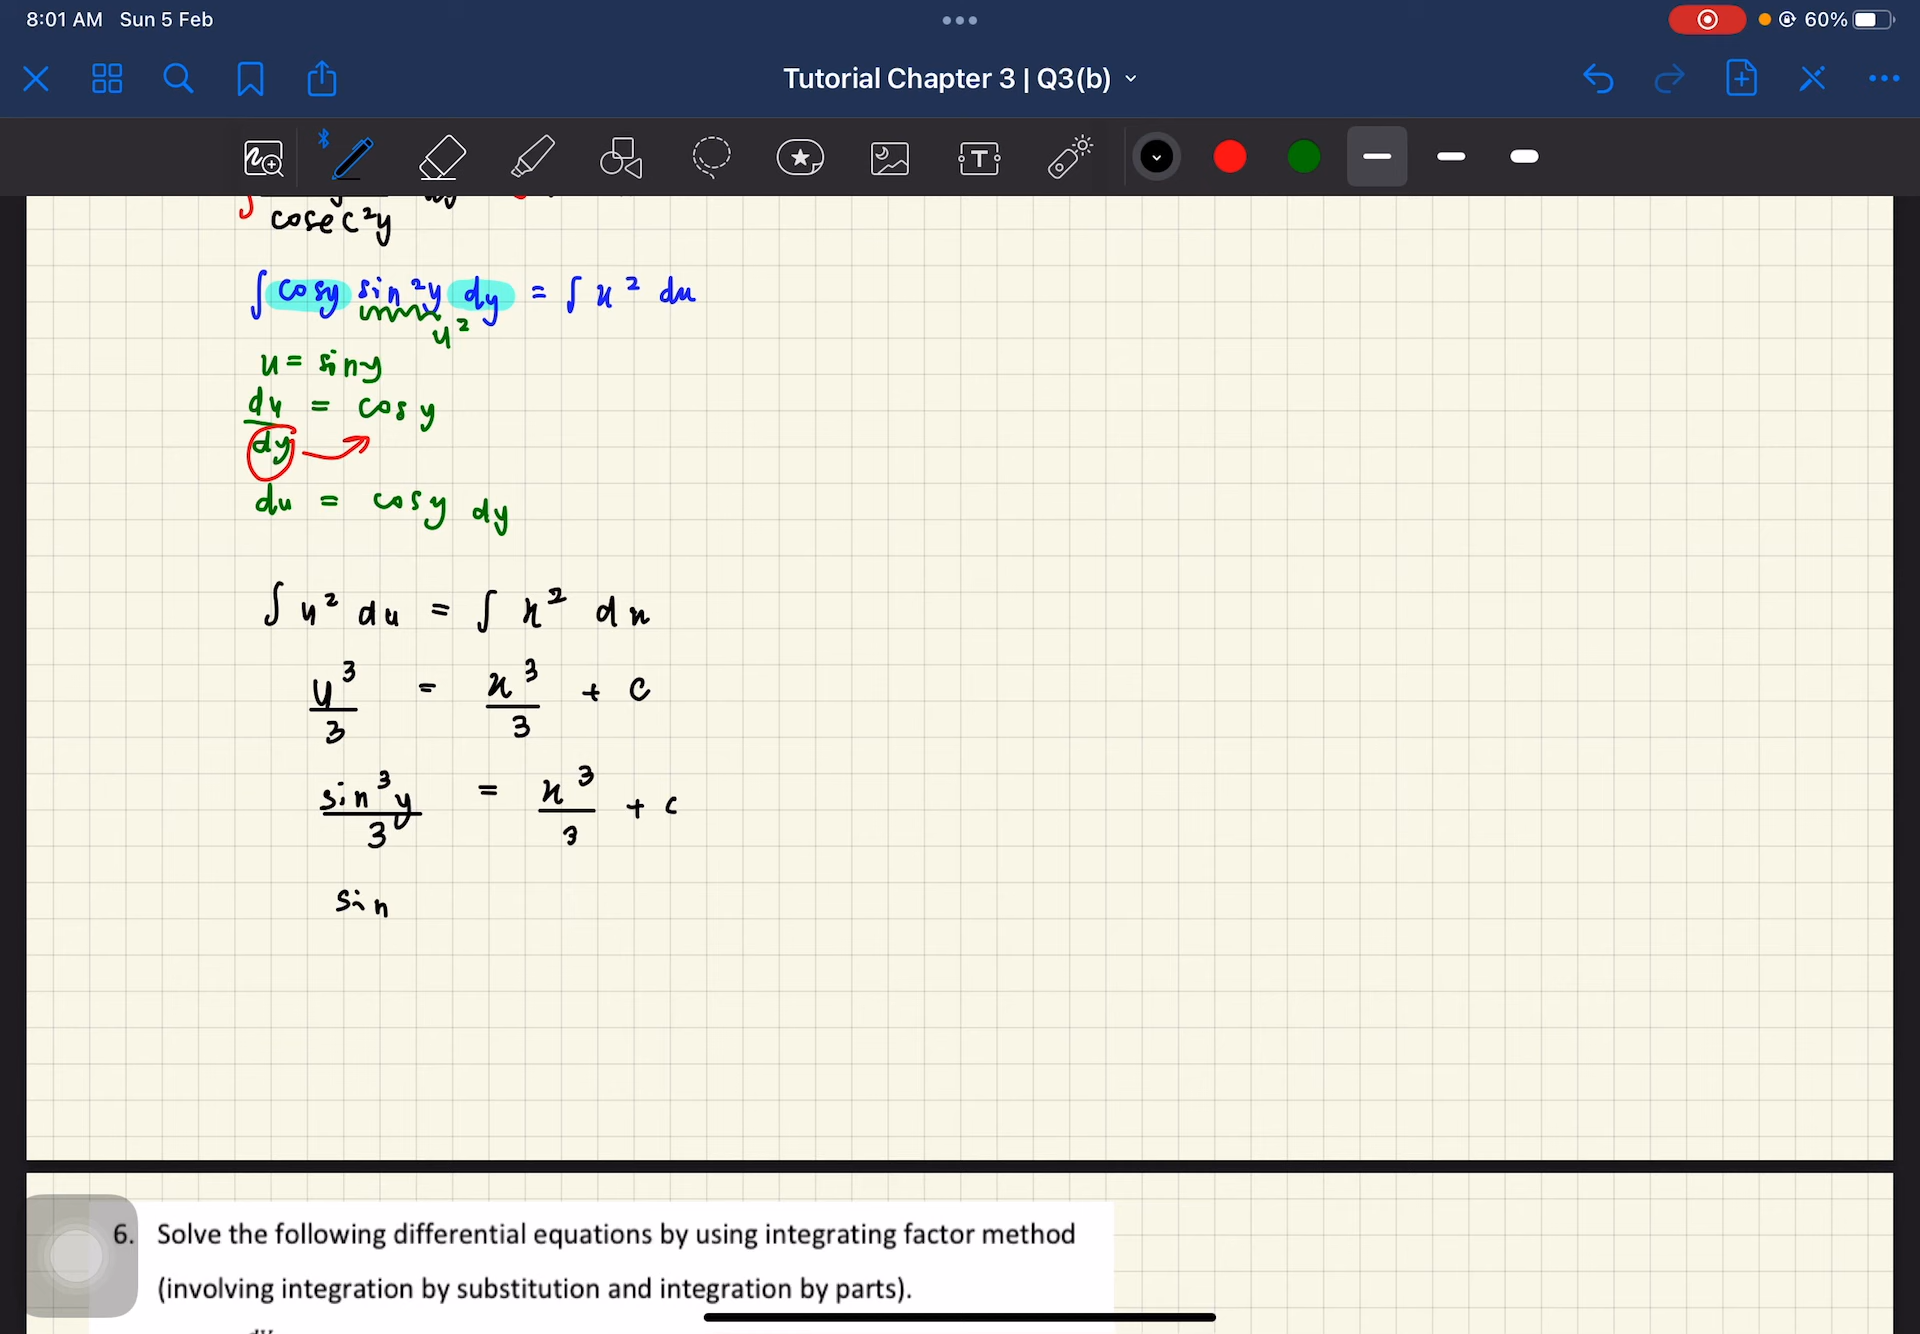 8:01 AM Sun 5 Feb
60%
Tutorial Chapter 3 | Q3(b)
cosec²y
∫ cosy sin²y dy = ∫ x² dx
u²
u = siny
du/dy = cos y
du = cosy dy
∫ u² du = ∫ x² dx
u³/3 = x³/3 + c
sin³y/3 = x³/3 + c
sin
6. Solve the following differential equations by using integrating factor method
(involving integration by substitution and integration by parts).